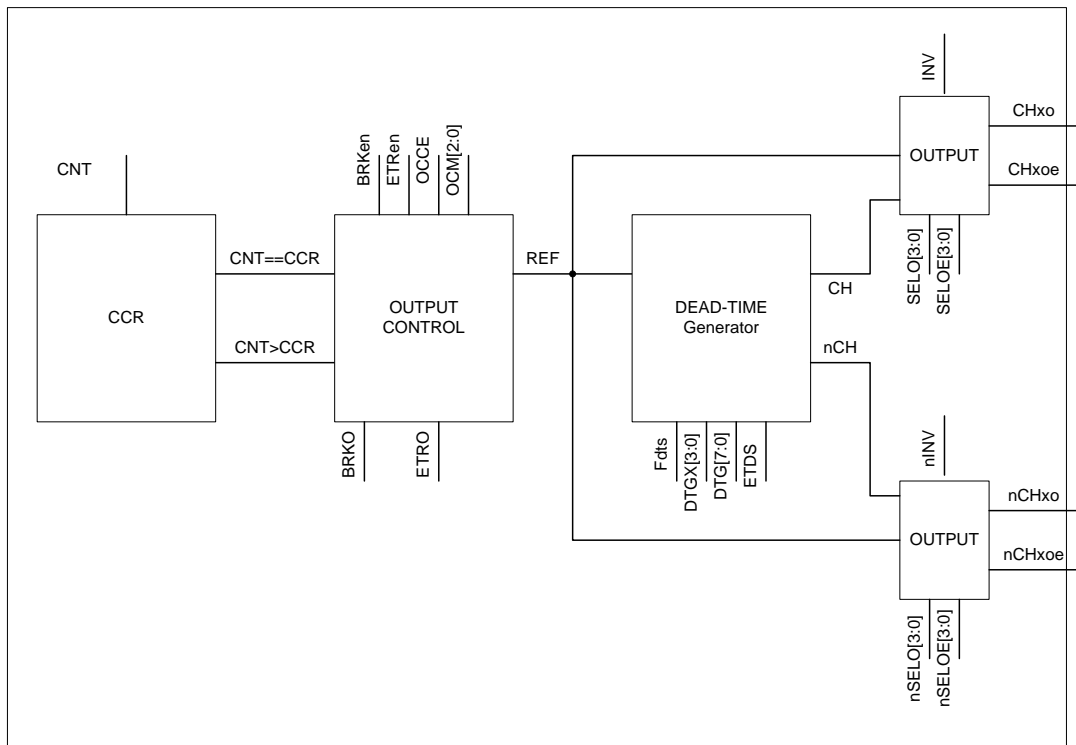 INV
CHxo
CHxoe
OUTPUT
SELO[3:0]
SELOE[3:0]
CNT
BRKen
ETRen
OCCE
OCM[2:0]
CCR
CNT==CCR
CNT>CCR
OUTPUT
CONTROL
BRKO
ETRO
REF
DEAD-TIME
Generator
CH
nCH
Fdts
DTGX[3:0]
DTG[7:0]
ETDS
nINV
nCHxo
nCHxoe
OUTPUT
nSELO[3:0]
nSELOE[3:0]